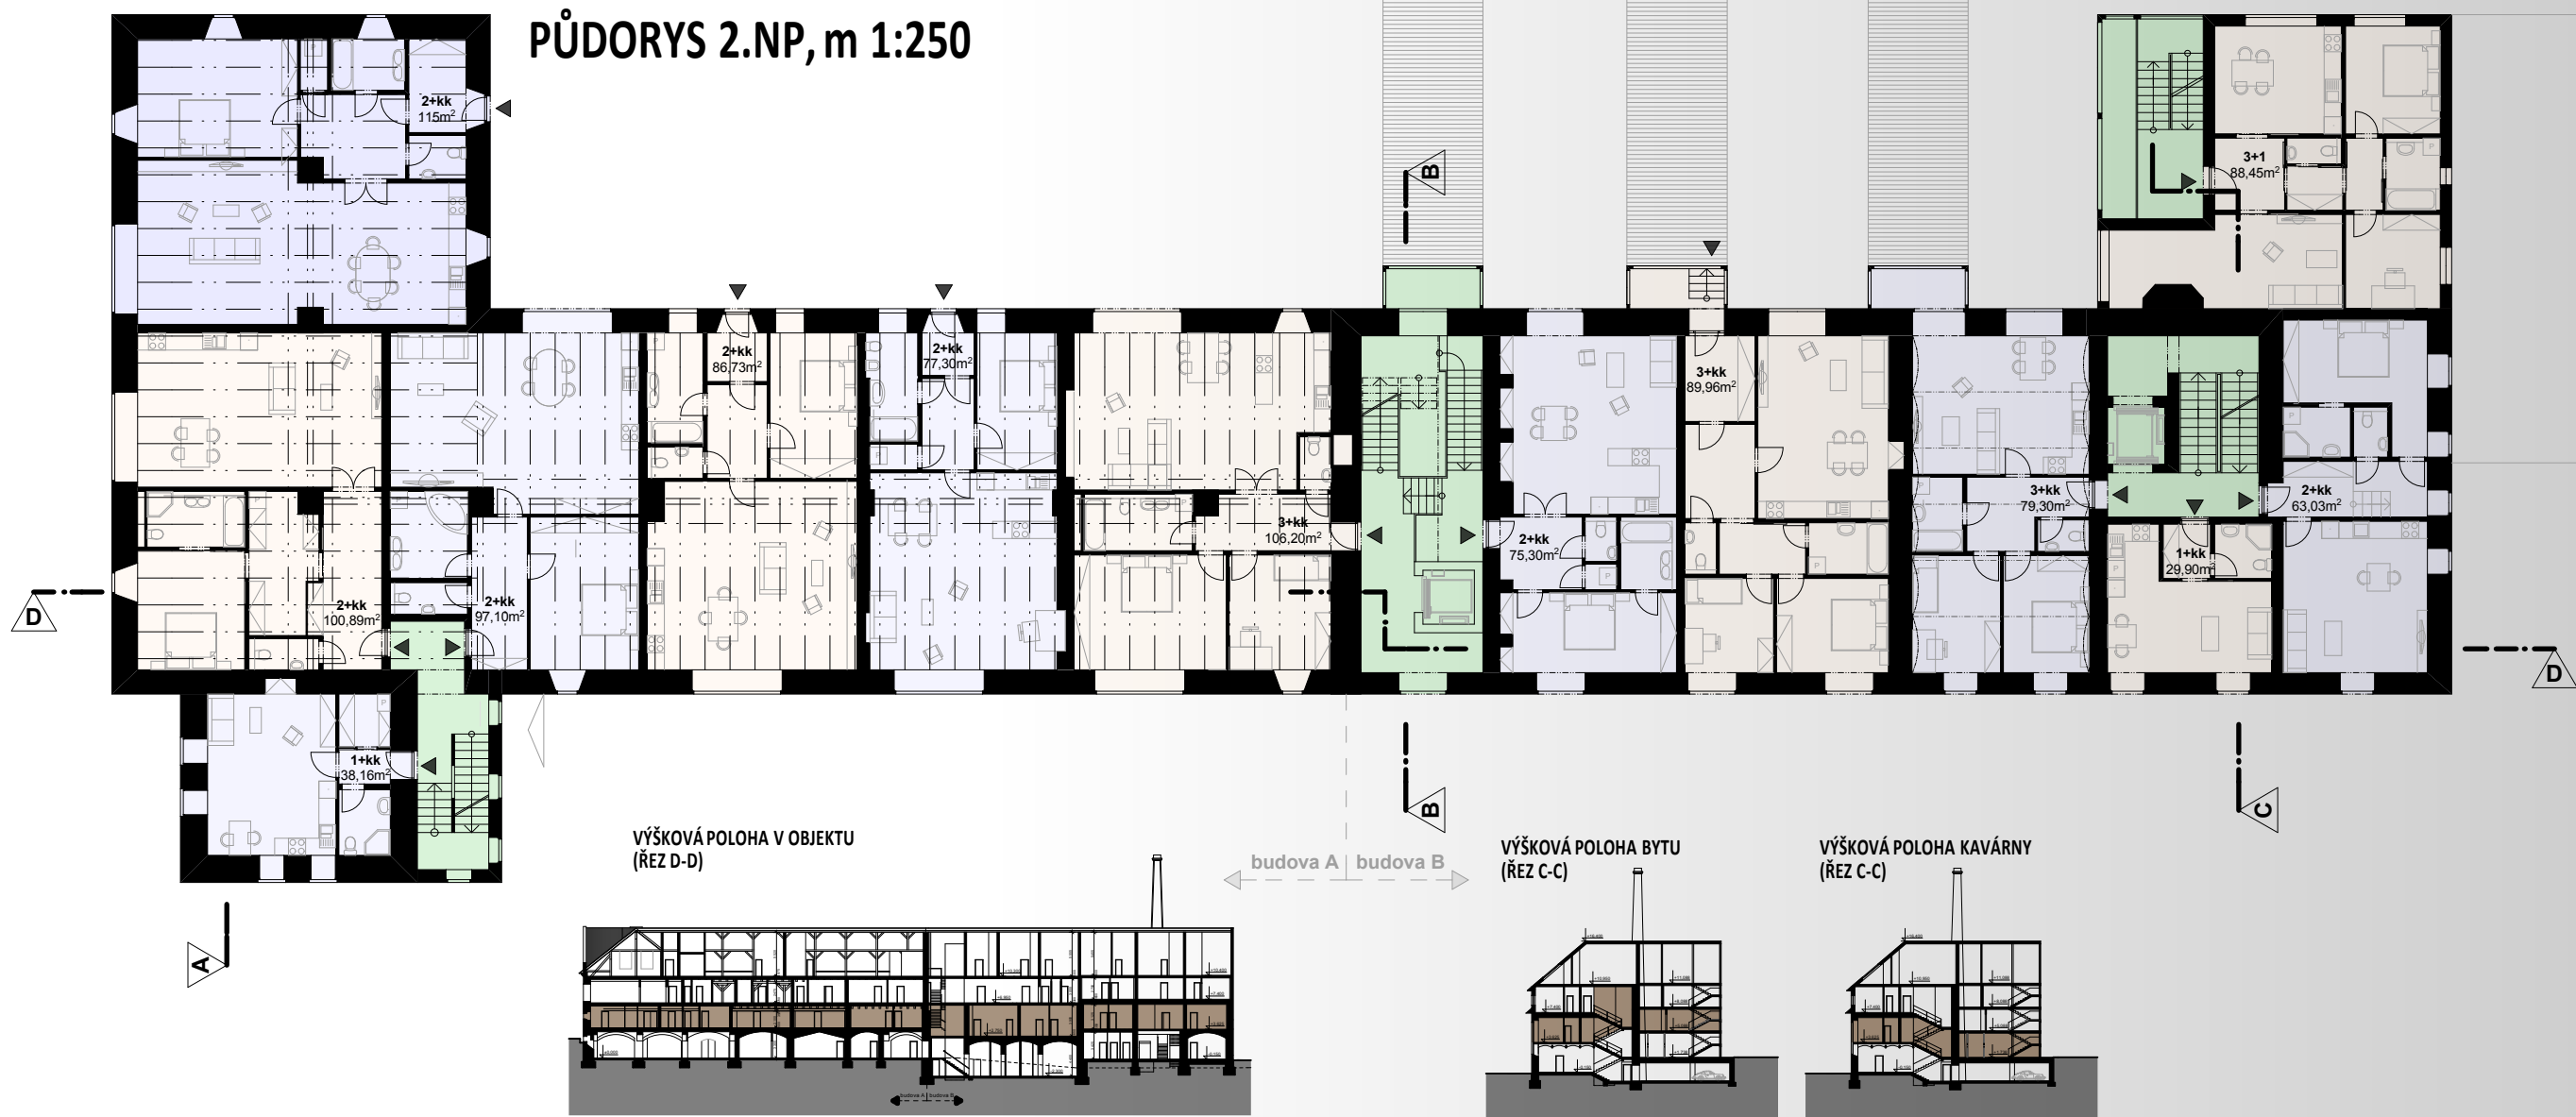 PŮDORYS 2.NP, m 1:250
2+kk
115m²
B
3+1
88,45m²
2+kk
86,73m²
2+kk
77,30m²
3+kk
89,96m²
3+kk
79,30m²
2+kk
63,03m²
3+kk
106,20m²
2+kk
75,30m²
1+kk
29,90m²
2+kk
100,89m²
2+kk
97,10m²
D
D
1+kk
38,16m²
B
C
A
VÝŠKOVÁ POLOHA V OBJEKTU
(ŘEZ D-D)
budova A | budova B
VÝŠKOVÁ POLOHA BYTU
(ŘEZ C-C)
VÝŠKOVÁ POLOHA KAVÁRNY
(ŘEZ C-C)
budova A budova B